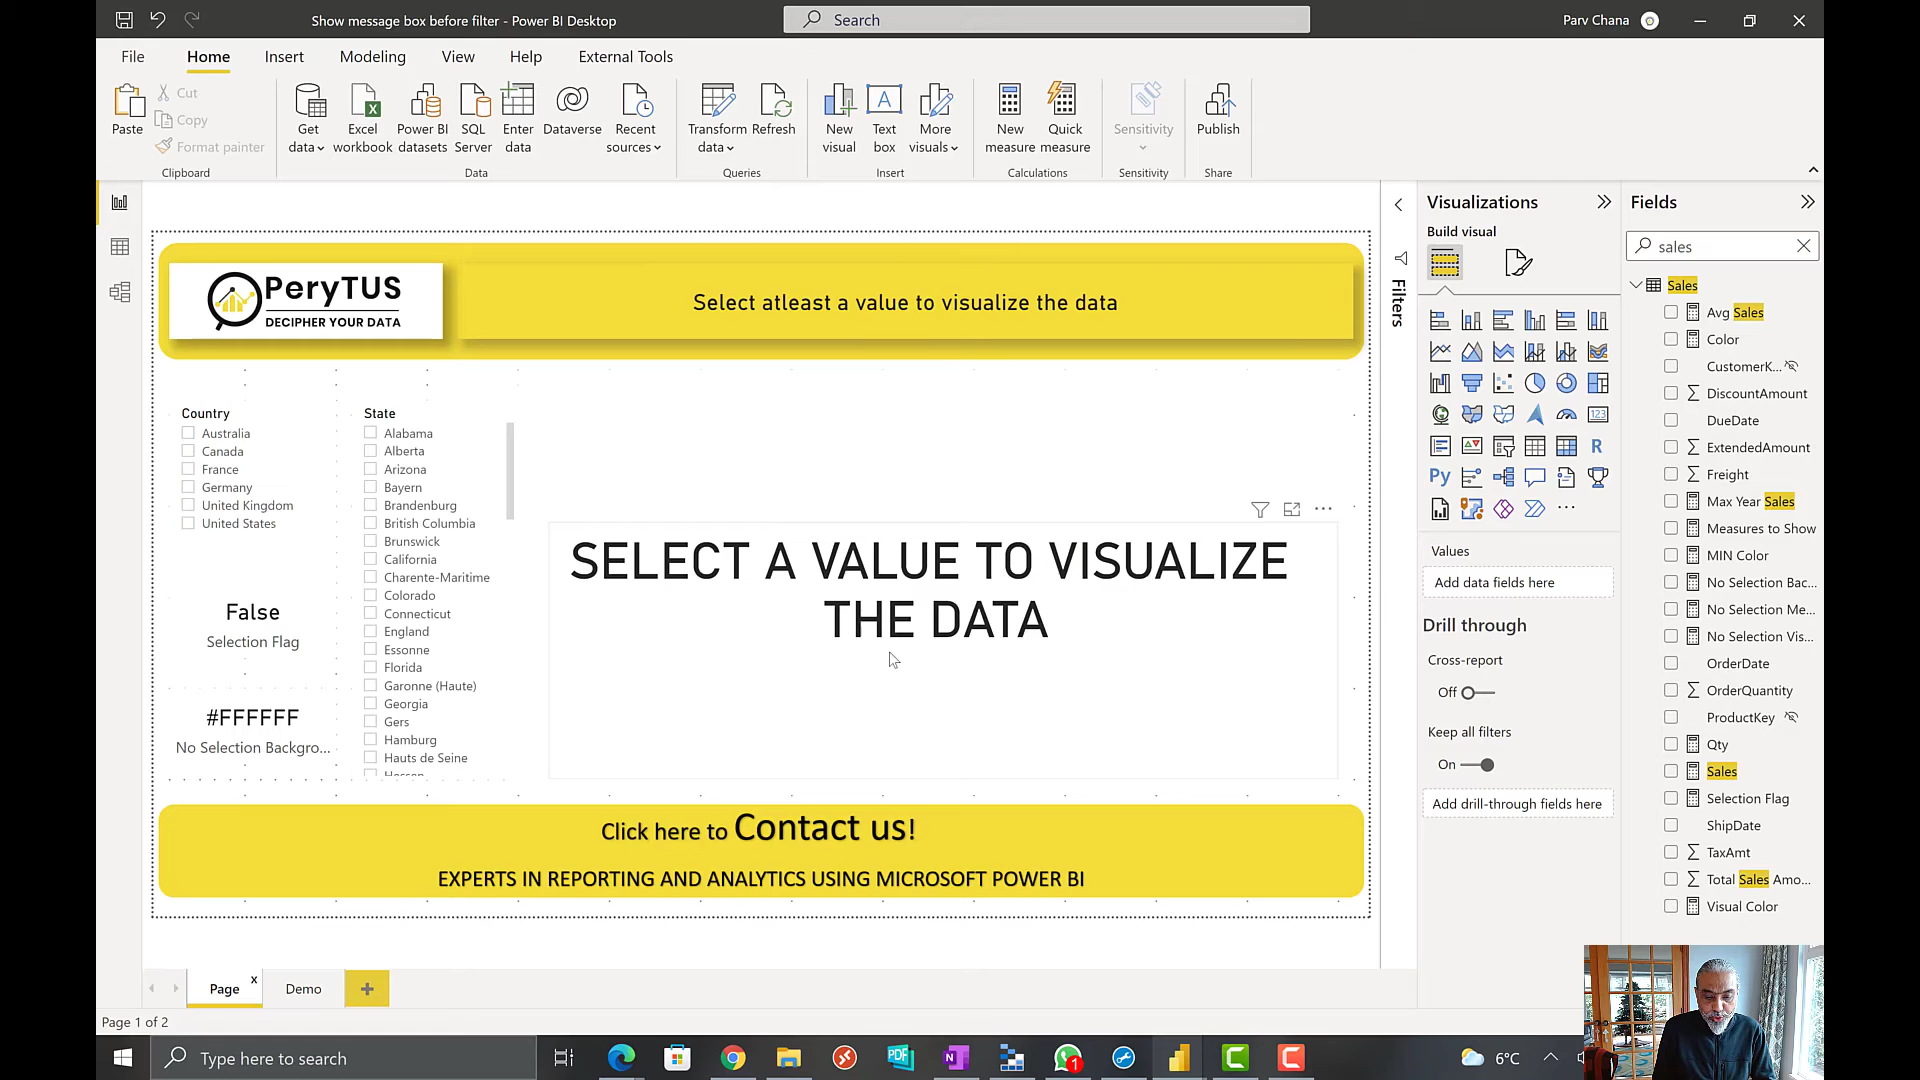 Show message box before filter - Power BI Desktop
Search
Parv Chana
File Home Insert Modeling View Help External Tools
Paste
Cut
Copy
Format painter
Clipboard
Get data
Excel workbook
Power BI datasets
SQL Server
Enter data
Dataverse
Recent sources
Data
Transform data
Refresh
Queries
New visual
Text box
More visuals
Insert
New measure
Quick measure
Calculations
Sensitivity
Sensitivity
Publish
Share
PeryTUS
DECIPHER YOUR DATA
Select atleast a value to visualize the data
Country
Australia
Canada
France
Germany
United Kingdom
United States
False
Selection Flag
#FFFFFF
No Selection Backgro...
State
Alabama
Alberta
Arizona
Bayern
Brandenburg
British Columbia
Brunswick
California
Charente-Maritime
Colorado
Connecticut
England
Essonne
Florida
Garonne (Haute)
Georgia
Gers
Hamburg
Hauts de Seine
Hessen
SELECT A VALUE TO VISUALIZE
THE DATA
Click here to Contact us!
EXPERTS IN REPORTING AND ANALYTICS USING MICROSOFT POWER BI
Filters
Visualizations
Build visual
123
R
Py
Values
Add data fields here
Drill through
Cross-report
Off
Keep all filters
On
Add drill-through fields here
Fields
sales
Sales
Avg Sales
Color
CustomerK...
DiscountAmount
DueDate
ExtendedAmount
Freight
Max Year Sales
Measures to Show
MIN Color
No Selection Bac...
No Selection Me...
No Selection Vis...
OrderDate
OrderQuantity
ProductKey
Qty
Sales
Selection Flag
ShipDate
TaxAmt
Total Sales Amo...
Visual Color
Page x
Demo
+
Page 1 of 2
Type here to search
PDF
N
1
6°C